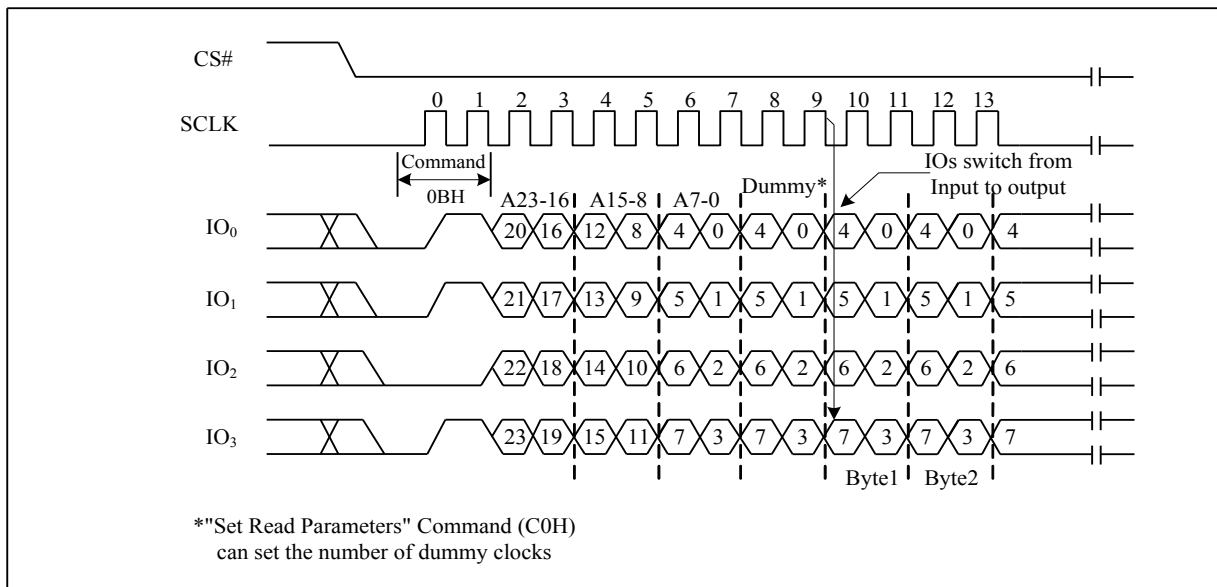 CS#
0 1 2 3 4 5 6 7 8 9 10 11 12 13
SCLK
Command
0BH
IOs switch from
Input to output
A23-16 A15-8 A7-0 Dummy*
IO0 20 16 12 8 4 0 4 0 4 0 4 0 4
IO1 21 17 13 9 5 1 5 1 5 1 5 1 5
IO2 22 18 14 10 6 2 6 2 6 2 6 2 6
IO3 23 19 15 11 7 3 7 3 7 3 7 3 7
Byte1 Byte2
*"Set Read Parameters" Command (C0H)
can set the number of dummy clocks